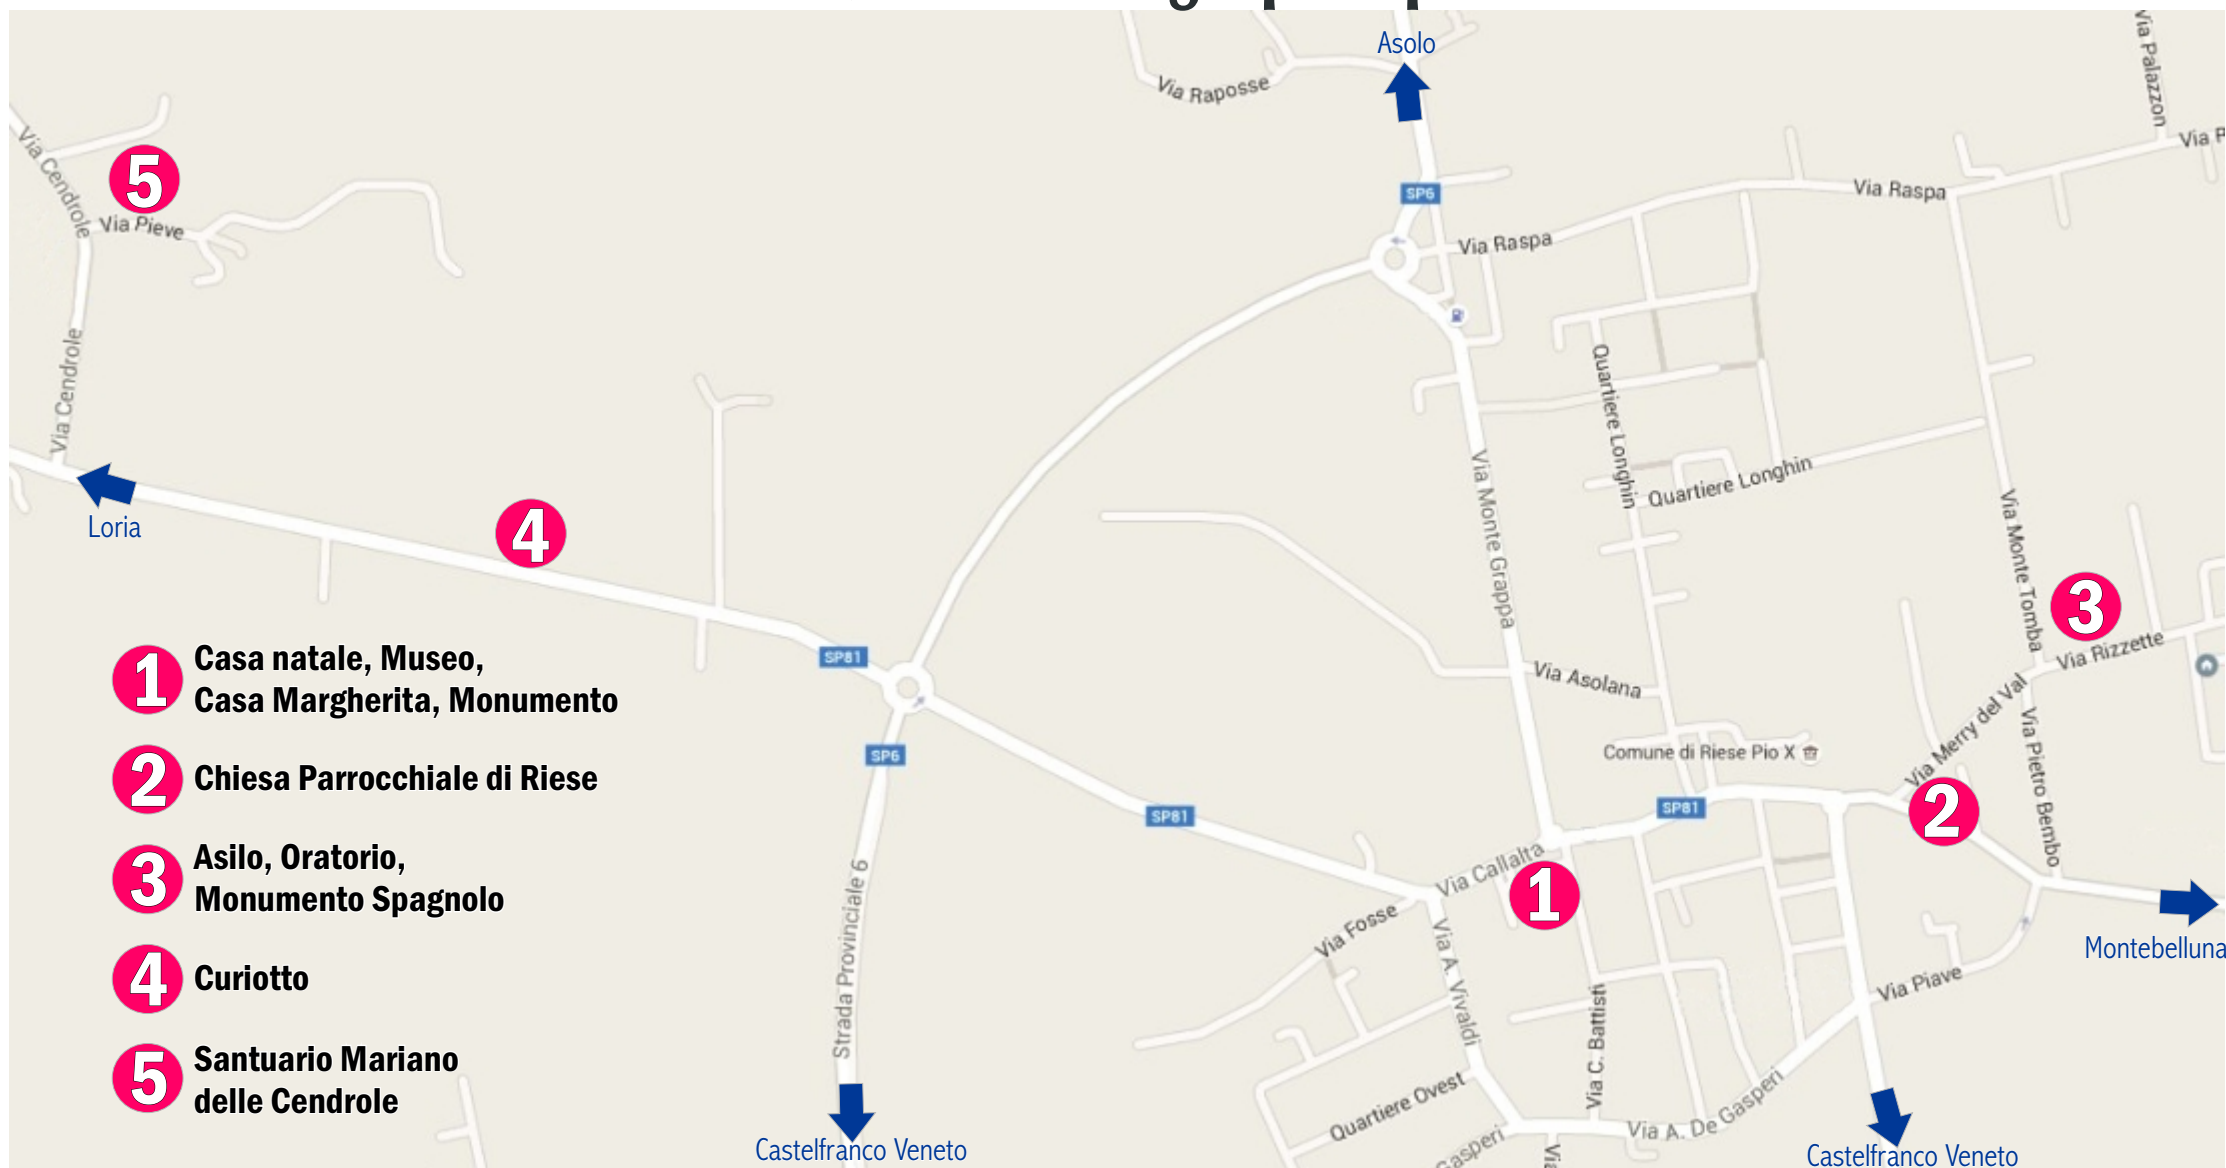 Asolo
Via Raposse
Via Palazzon
Via Cendrole
5
Via Pieve
SP6
Via Raspa
Via Raspa
Via Cendrole
Quartiere Longhin
Quartiere Longhin
Via Monte Grappa
Via Monte Tomba
Loria
4
3
Via Rizzette
SP81
SP6
Via Asolana
Via Merry del Val
Via Pietro Bembo
Comune di Riese Pio X
SP81
SP81
2
Via Callalta
1
Via Fosse
Via A. Vivaldi
Strada Provinciale 6
Montebelluna
Via Piave
Via C. Battisti
Quartiere Ovest
Via A. De Gasperi
Gasperi
Castelfranco Veneto
Castelfranco Veneto
1 Casa natale, Museo,
Casa Margherita, Monumento
2 Chiesa Parrocchiale di Riese
3 Asilo, Oratorio,
Monumento Spagnolo
4 Curiotto
5 Santuario Mariano
delle Cendrole